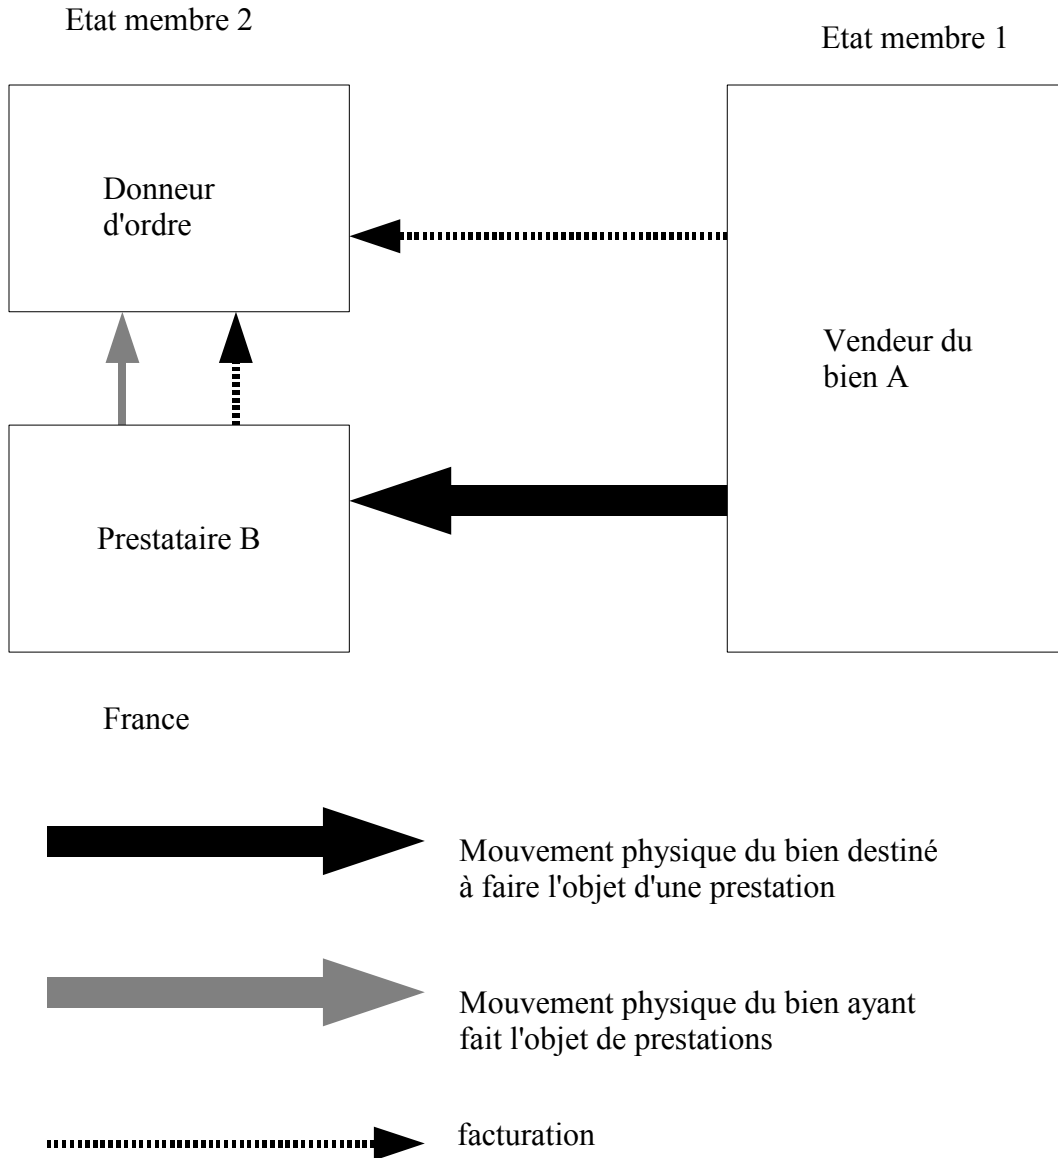 Etat membre 2
Etat membre 1
Donneur
d'ordre
Vendeur du
bien A
Prestataire B
France
Mouvement physique du bien destiné
à faire l'objet d'une prestation
Mouvement physique du bien ayant
fait l'objet de prestations
facturation